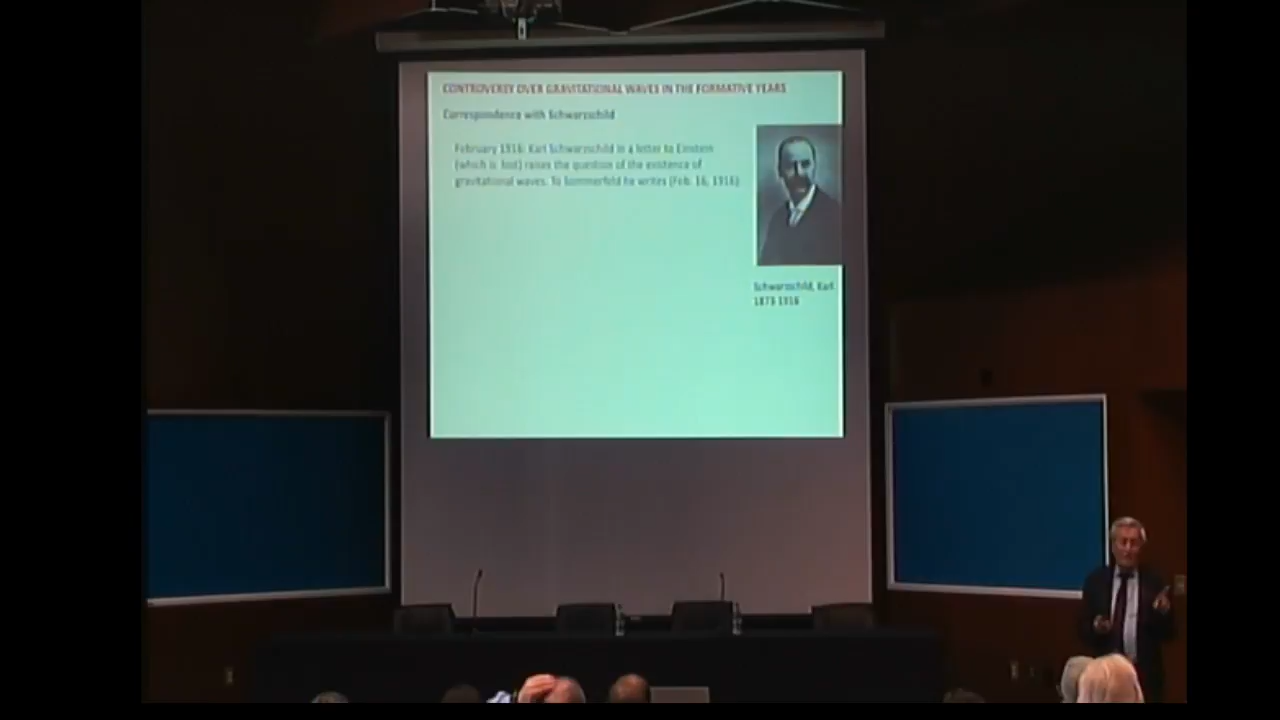 CONTROVERSY OVER GRAVITATIONAL WAVES IN THE FORMATIVE YEARS
Correspondence with Schwarzschild
February 1916: Karl Schwarzschild in a letter to Einstein
(which is lost) raises the question of the existence of
gravitational waves. To Sommerfeld he writes (Feb. 16, 1916)
Schwarzschild, Karl
1873-1916